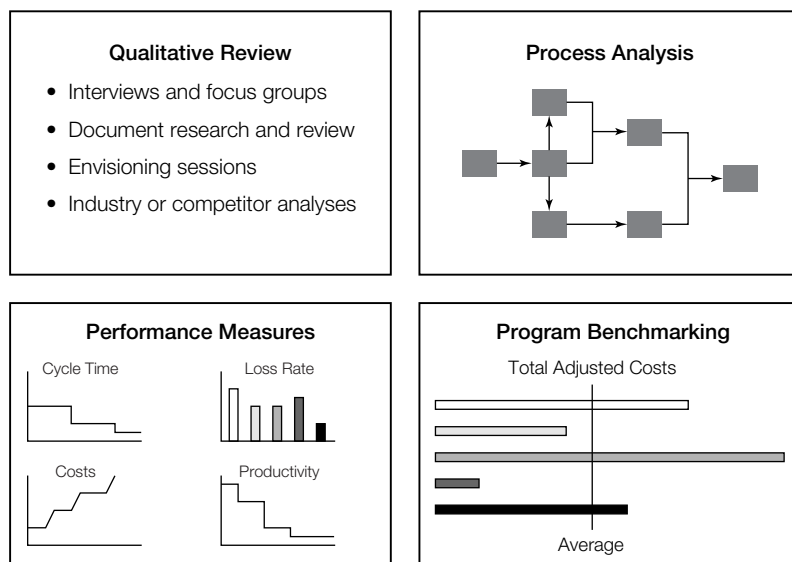 Qualitative Review
• Interviews and focus groups
• Document research and review
• Envisioning sessions
• Industry or competitor analyses
Process Analysis
Performance Measures
Cycle Time
Loss Rate
Costs
Productivity
Program Benchmarking
Total Adjusted Costs
Average